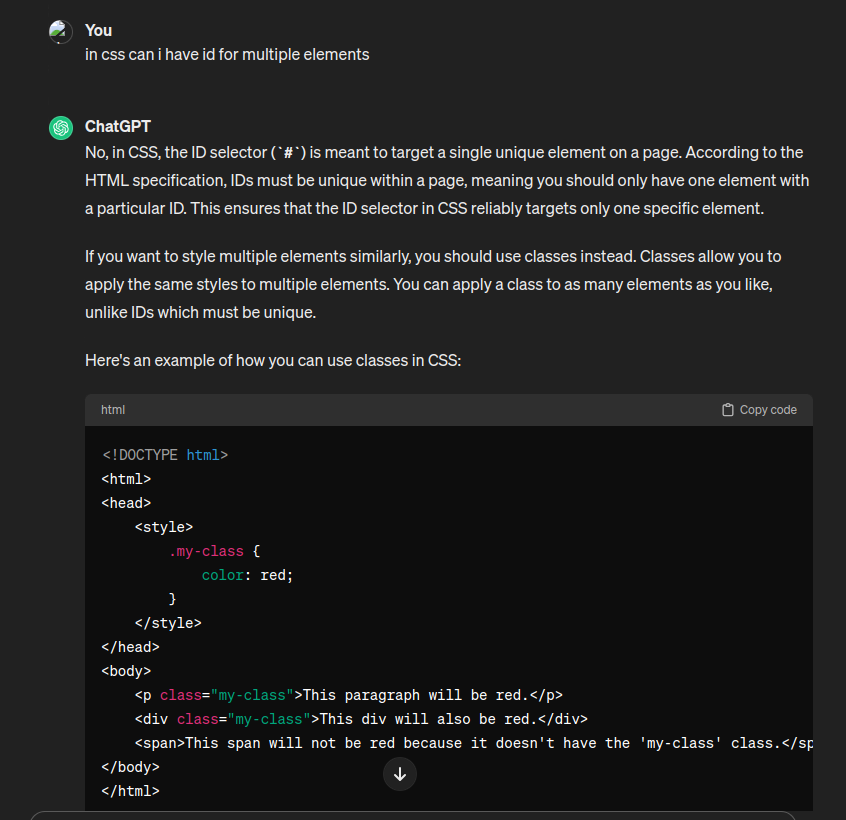 You
in css can i have id for multiple elements
ChatGPT
No, in CSS, the ID selector (`#`) is meant to target a single unique element on a page. According to the
HTML specification, IDs must be unique within a page, meaning you should only have one element with
a particular ID. This ensures that the ID selector in CSS reliably targets only one specific element.
If you want to style multiple elements similarly, you should use classes instead. Classes allow you to
apply the same styles to multiple elements. You can apply a class to as many elements as you like,
unlike IDs which must be unique.
Here's an example of how you can use classes in CSS:
html Copy code
<!DOCTYPE html>
<html>
<head>
    <style>
        .my-class {
            color: red;
        }
    </style>
</head>
<body>
    <p class="my-class">This paragraph will be red.</p>
    <div class="my-class">This div will also be red.</div>
    <span>This span will not be red because it doesn't have the 'my-class' class.</sp
</body>
</html>